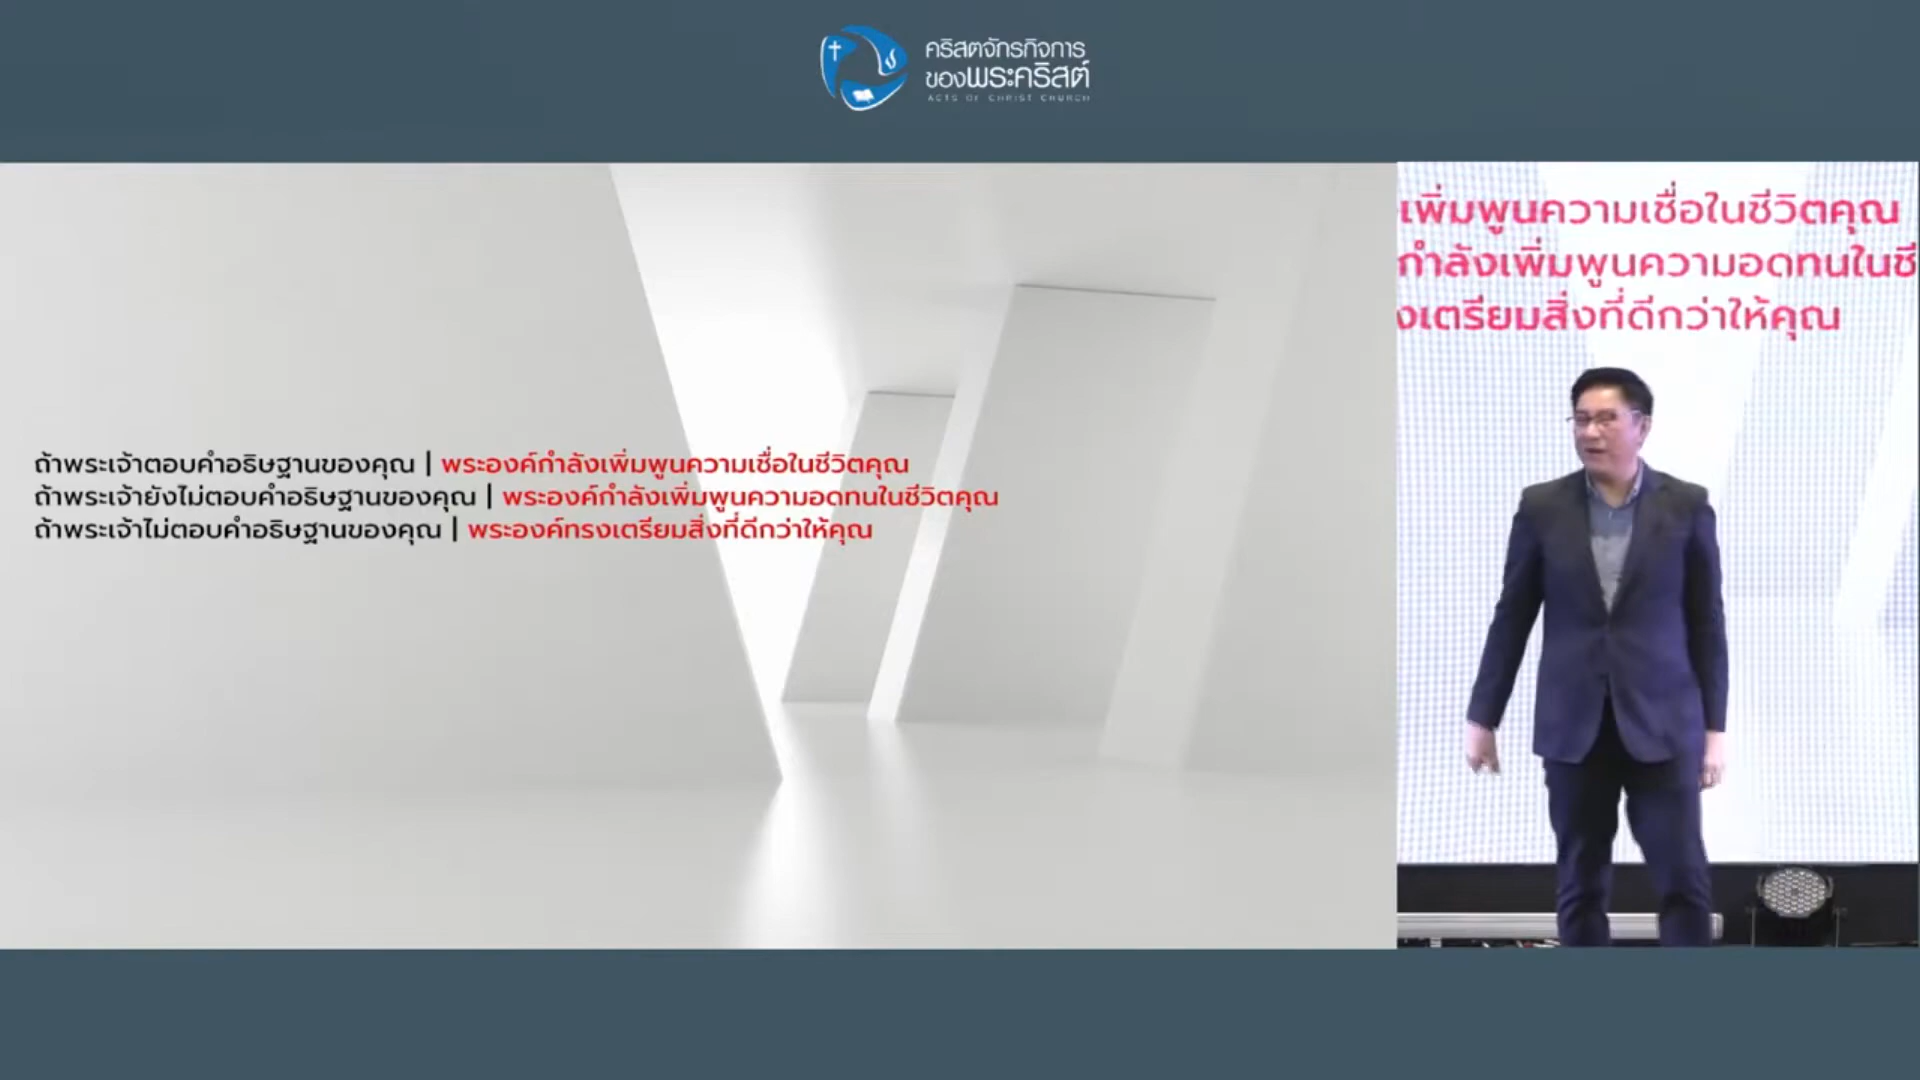 คริสตจักรกิจการ
ของพระคริสต์
ACTS OF CHRIST CHURCH
ถ้าพระเจ้าตอบคำอธิษฐานของคุณ | พระองค์กำลังเพิ่มพูนความเชื่อในชีวิตคุณ
ถ้าพระเจ้ายังไม่ตอบคำอธิษฐานของคุณ | พระองค์กำลังเพิ่มพูนความอดทนในชีวิตคุณ
ถ้าพระเจ้าไม่ตอบคำอธิษฐานของคุณ | พระองค์ทรงเตรียมสิ่งที่ดีกว่าให้คุณ
เพิ่มพูนความเชื่อในชีวิตคุณ
กำลังเพิ่มพูนความอดทนในชี
งเตรียมสิ่งที่ดีกว่าให้คุณ